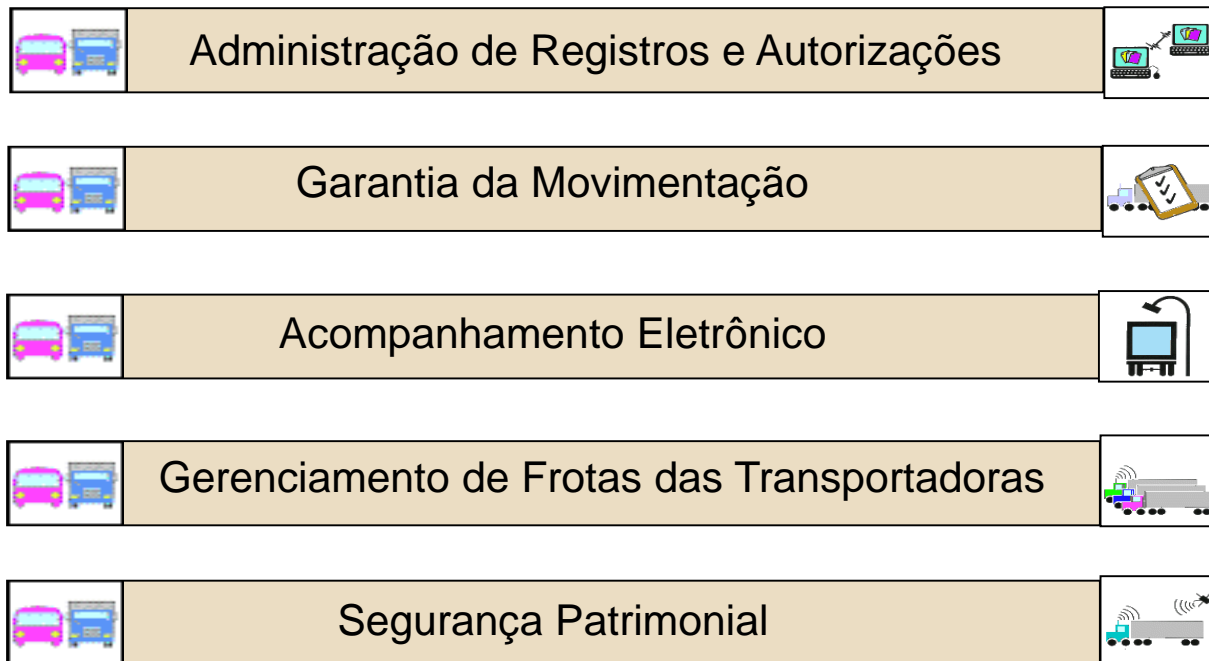 Administração de Registros e Autorizações
Garantia da Movimentação
Acompanhamento Eletrônico
Gerenciamento de Frotas das Transportadoras
Segurança Patrimonial